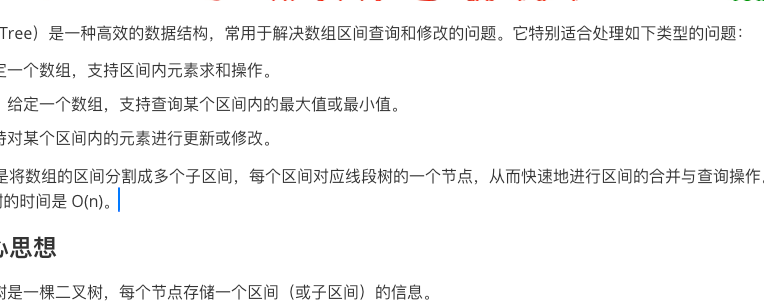 Tree）是一种高效的数据结构，常用于解决数组区间查询和修改的问题。它特别适合处理如下类型的问题：
定一个数组，支持区间内元素求和操作。
，给定一个数组，支持查询某个区间内的最大值或最小值。
持对某个区间内的元素进行更新或修改。
是将数组的区间分割成多个子区间，每个区间对应线段树的一个节点，从而快速地进行区间的合并与查询操作。
的时间是 O(n)。
心思想
树是一棵二叉树，每个节点存储一个区间（或子区间）的信息。